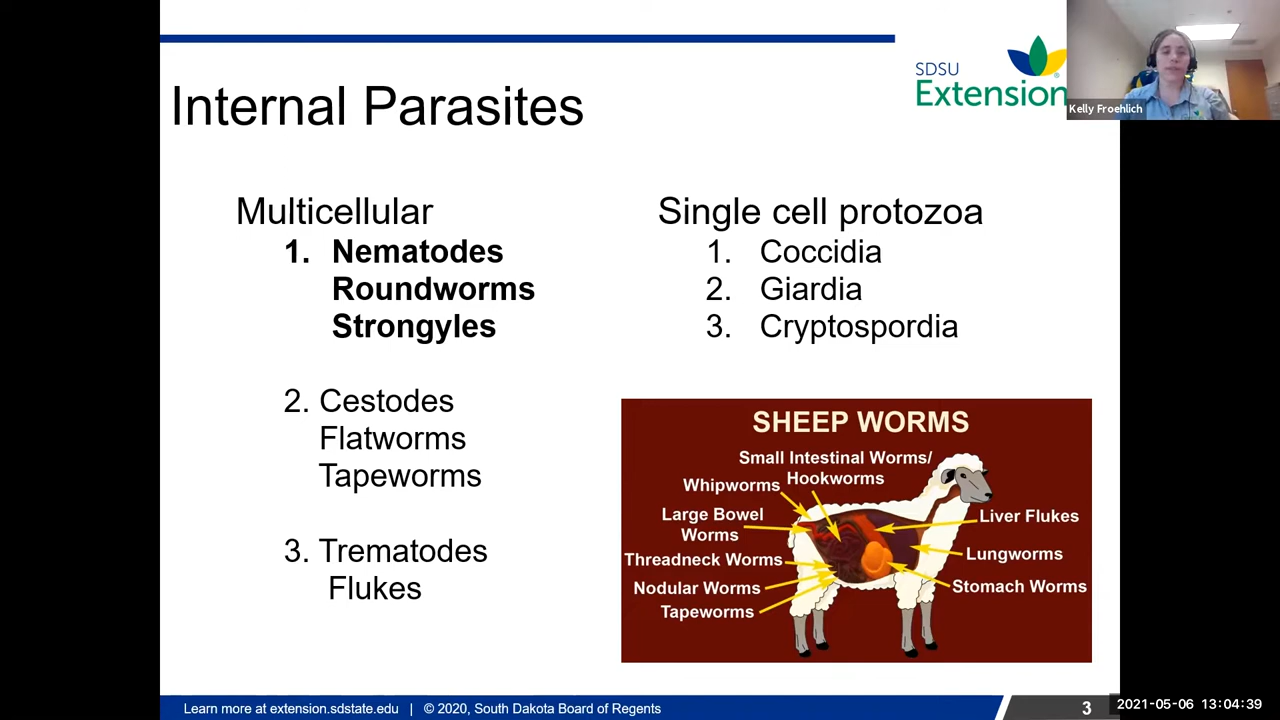 SDSU
Extension
Kelly Froehlich
Internal Parasites
Multicellular
1. Nematodes
Roundworms
Strongyles
2. Cestodes
Flatworms
Tapeworms
3. Trematodes
Flukes
Single cell protozoa
1. Coccidia
2. Giardia
3. Cryptospordia
SHEEP WORMS
Small Intestinal Worms/
Hookworms
Whipworms
Large Bowel
Worms
Threadneck Worms
Nodular Worms
Tapeworms
Liver Flukes
Lungworms
Stomach Worms
Learn more at extension.sdstate.edu | © 2020, South Dakota Board of Regents
3
2021-05-06 13:04:39